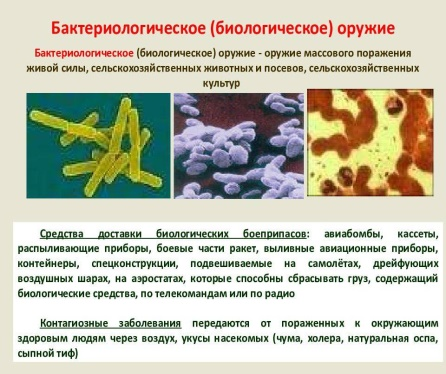 Бактериологическое (биологическое) оружие
Бактериологическое (биологическое) оружие - оружие массового поражения
живой силы, сельскохозяйственных животных и посевов, сельскохозяйственных
культур
Средства доставки биологических боеприпасов: авиабомбы, кассеты,
распыливающие приборы, боевые части ракет, выливные авиационные приборы,
контейнеры, спецконструкции, подвешиваемые на самолётах, дрейфующих
воздушных шарах, на аэростатах, которые способны сбрасывать груз, содержащий
биологические средства, по телекомандам или по радио
Контагиозные заболевания передаются от пораженных к окружающим
здоровым людям через воздух, укусы насекомых (чума, холера, натуральная оспа,
сыпной тиф)